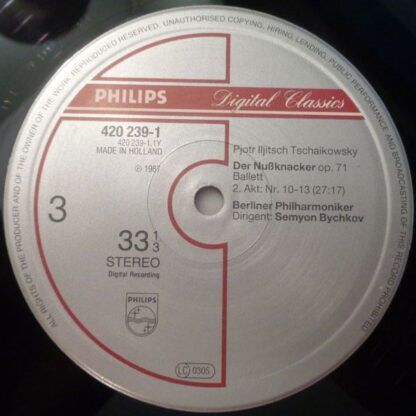 ALL RIGHTS OF THE PRODUCER AND OF THE OWNER OF THE WORK REPRODUCED RESERVED. UNAUTHORISED COPYING, HIRING, LENDING, PUBLIC PERFORMANCE AND BROADCASTING OF THIS RECORD PROHIBITED
PHILIPS Digital Classics
420 239-1
420 239-1.1Y
MADE IN HOLLAND
℗ 1987
3
33 1/3
STEREO
Digital Recording
PHILIPS
Pjotr Iljitsch Tschaikowsky
Der Nußknacker op. 71
Ballett
2. Akt: Nr. 10-13 (27:17)
Berliner Philharmoniker
Dirigent: Semyon Bychkov
LC 0305